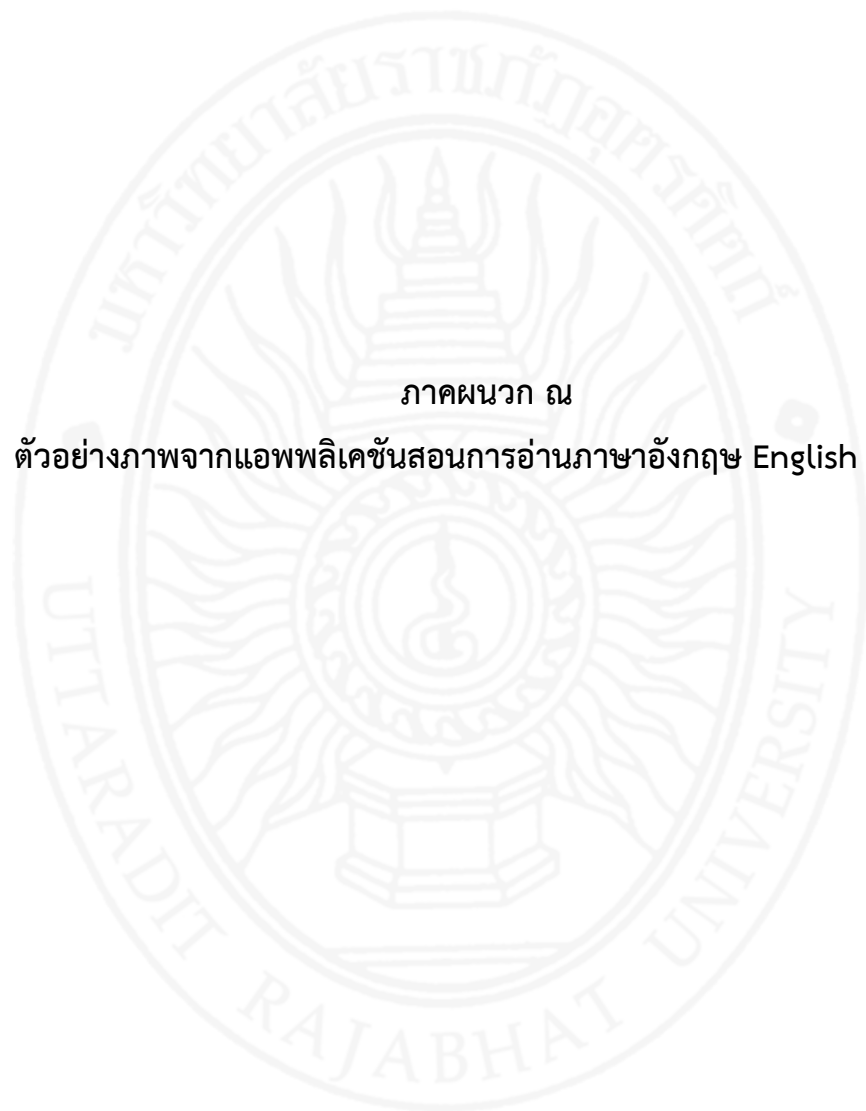 มหาวิทยาลัยราชภัฏอุตรดิตถ์
ภาคผนวก ณ
ตัวอย่างภาพจากแอพพลิเคชันสอนการอ่านภาษาอังกฤษ English
UTTARADIT RAJABHAT UNIVERSITY